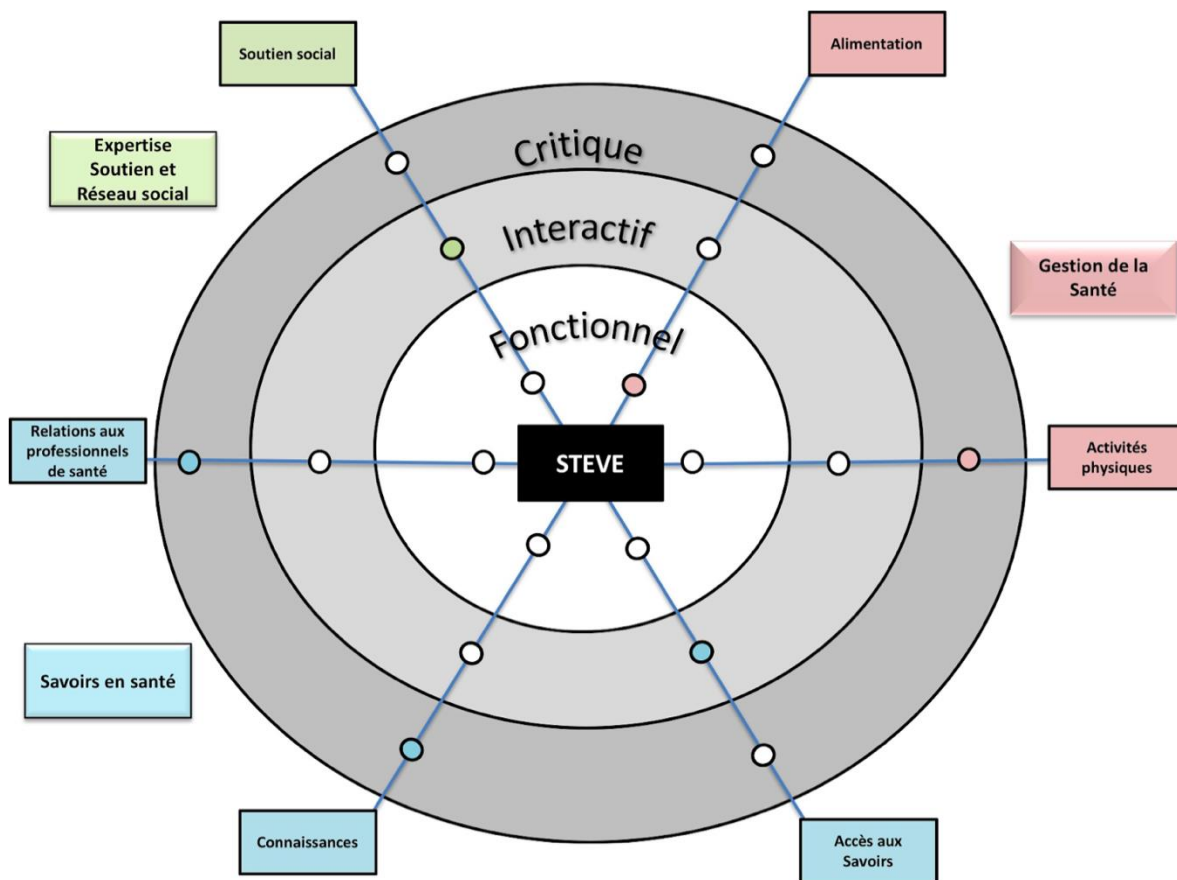 Soutien social
Alimentation
Expertise
Soutien et
Réseau social
Critique
Interactif
Fonctionnel
Gestion de la
Santé
Relations aux
professionnels
de santé
STEVE
Activités
physiques
Savoirs en santé
Connaissances
Accès aux
Savoirs